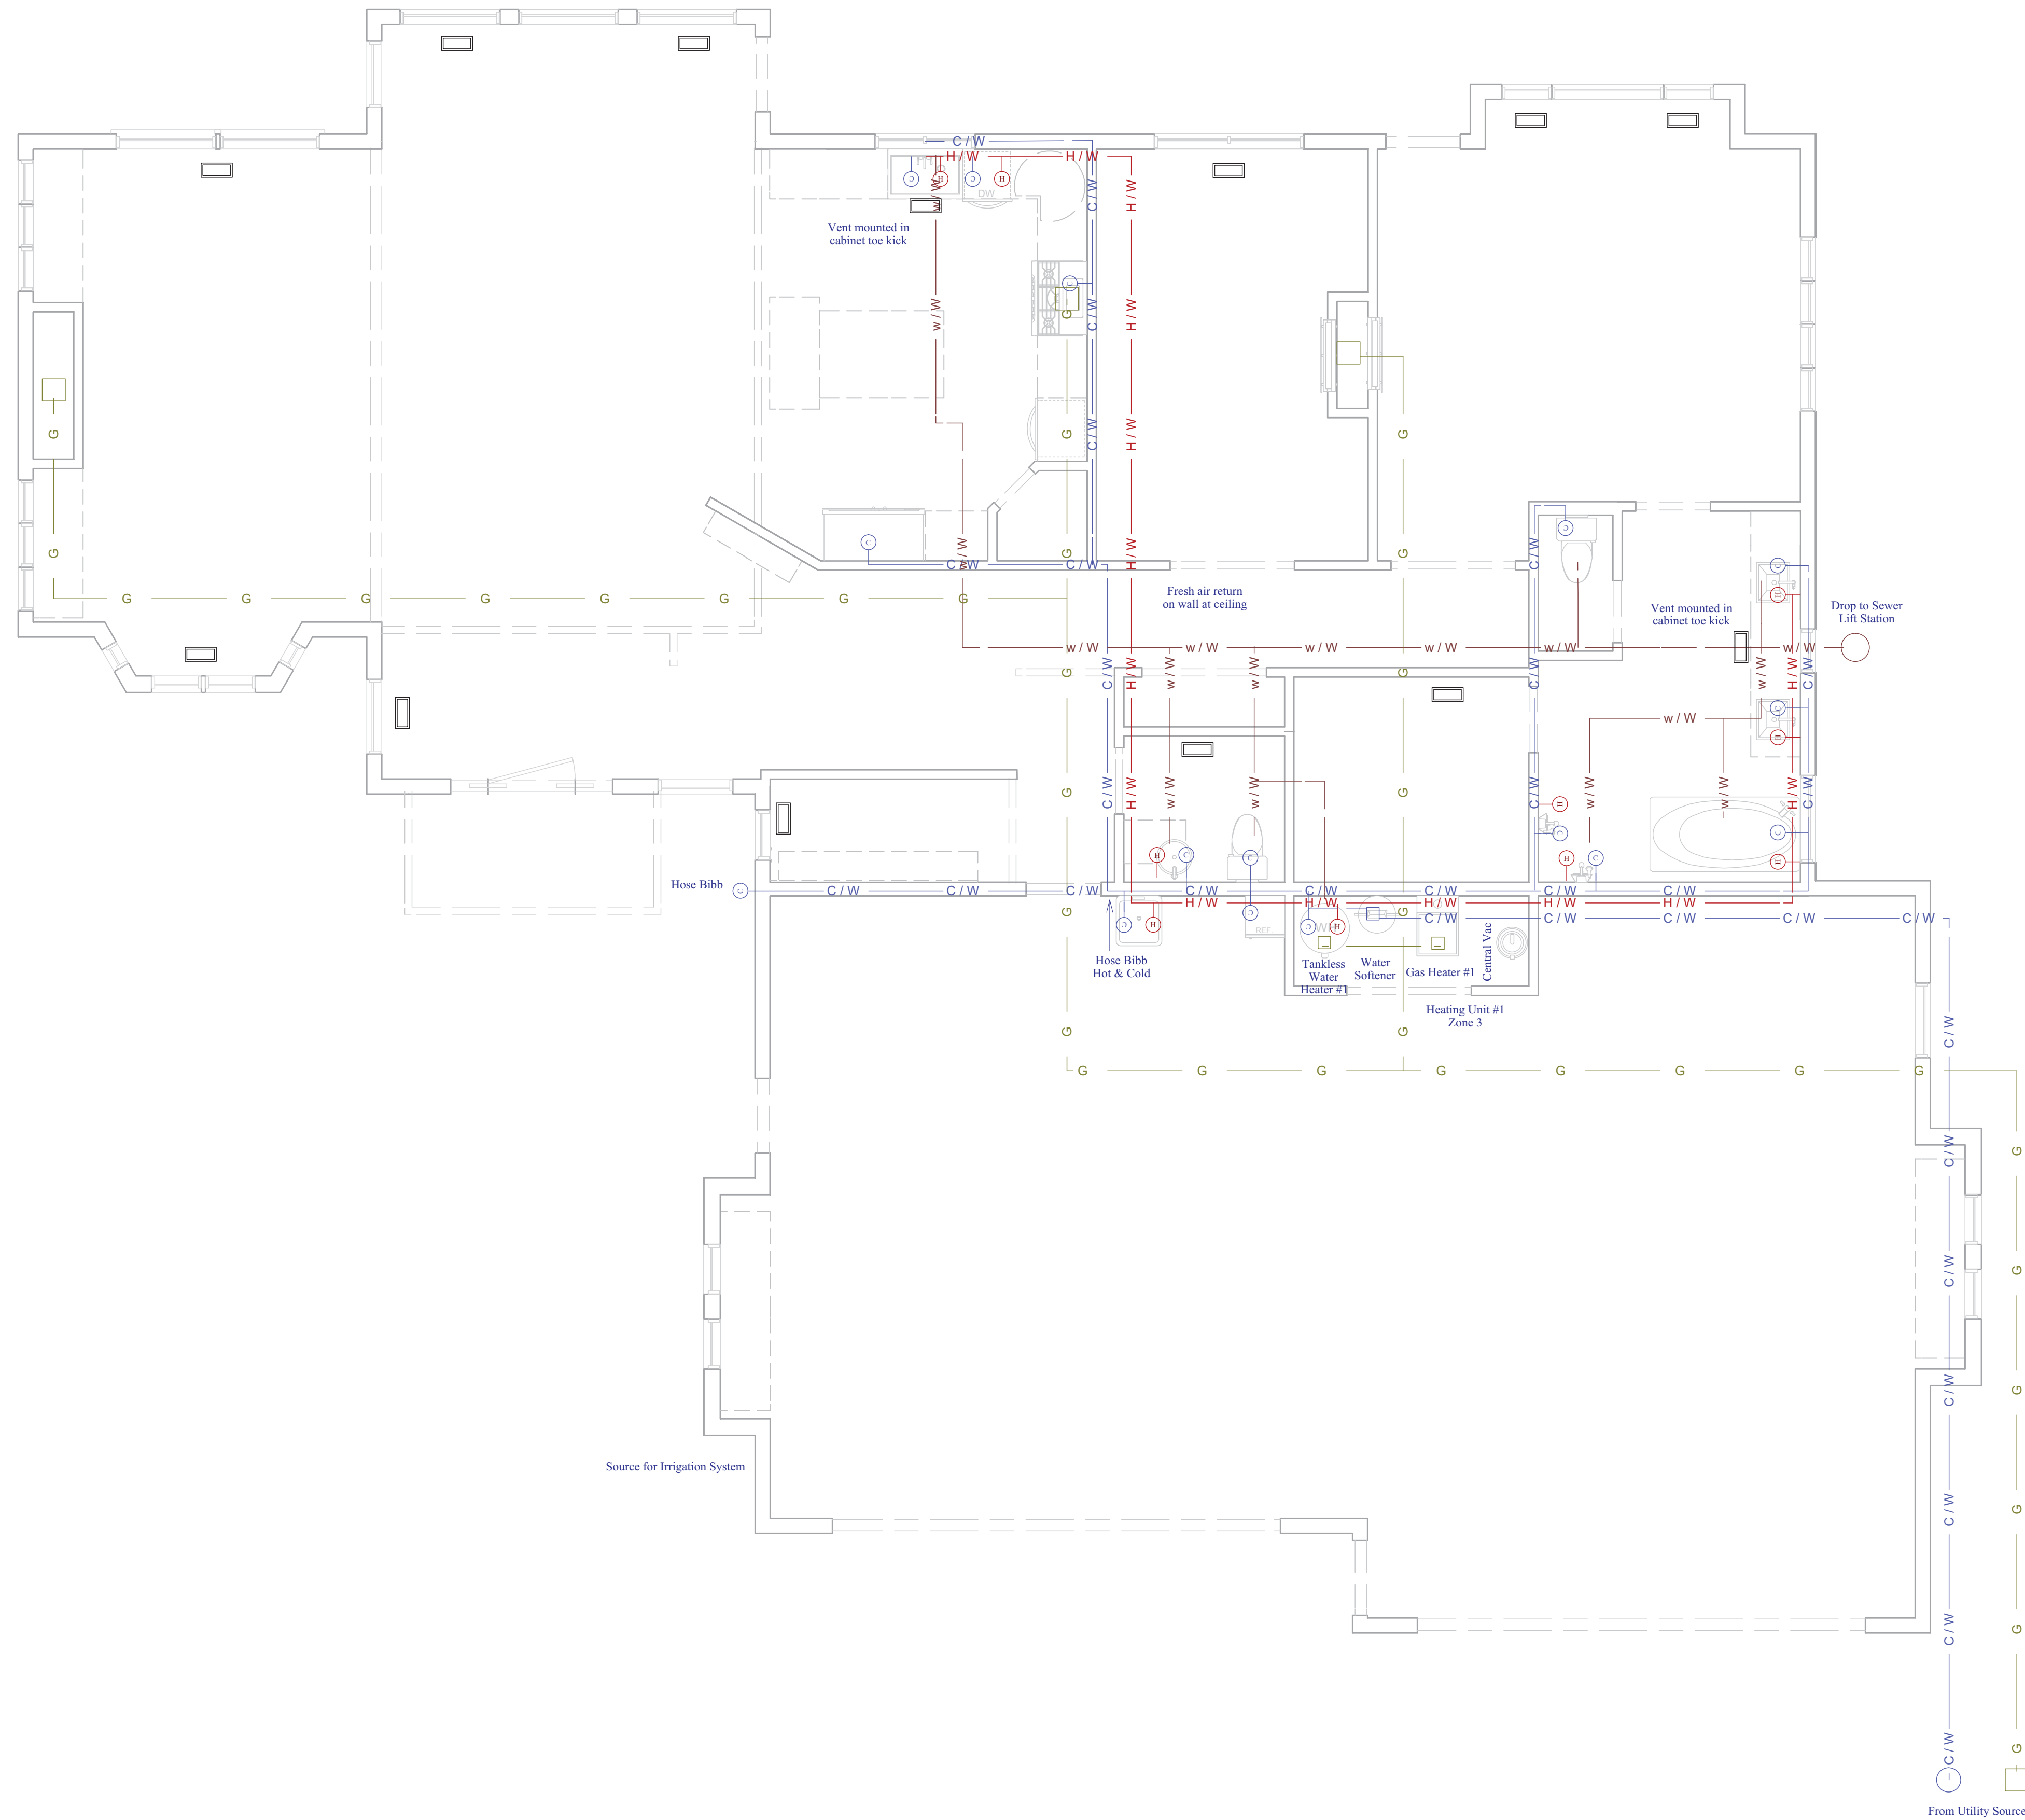 C / W
H / W H / W
C H C H
DW
w / W C / W H / W
Vent mounted in
cabinet toe kick
C
w / W G C / W H / W
G G C / W H / W G
C
C
G w / W G C / W H / W G C / W
C / W C / W
C
G G G G G G G G
H
Fresh air return
on wall at ceiling
Vent mounted in
cabinet toe kick
Drop to Sewer
Lift Station
w / W w / W w / W w / W w / W w / W
C / W H / W w / W w / W G C / W w / W H / W C / W
G
C
w / W
H
G C / W H / W w / W w / W G C / W w / W w / W H / W C / W
H
C C
H C C H C H
Hose Bibb
C
C / W C / W C / W C / W C / W C / W C / W C / W
H / W H / W H / W H / W H / W
G G C / W C / W C / W C / W
C H C
C H
WH
REF
Hose Bibb
Hot & Cold
Tankless
Water
Heater #1
Water
Softener
Gas Heater #1
Central Vac
Heating Unit #1
Zone 3
G G C / W
G G G G G G G G
C / W G
C / W G
C / W G
Source for Irrigation System
C / W G
C / W G
C / W G
From Utility Source